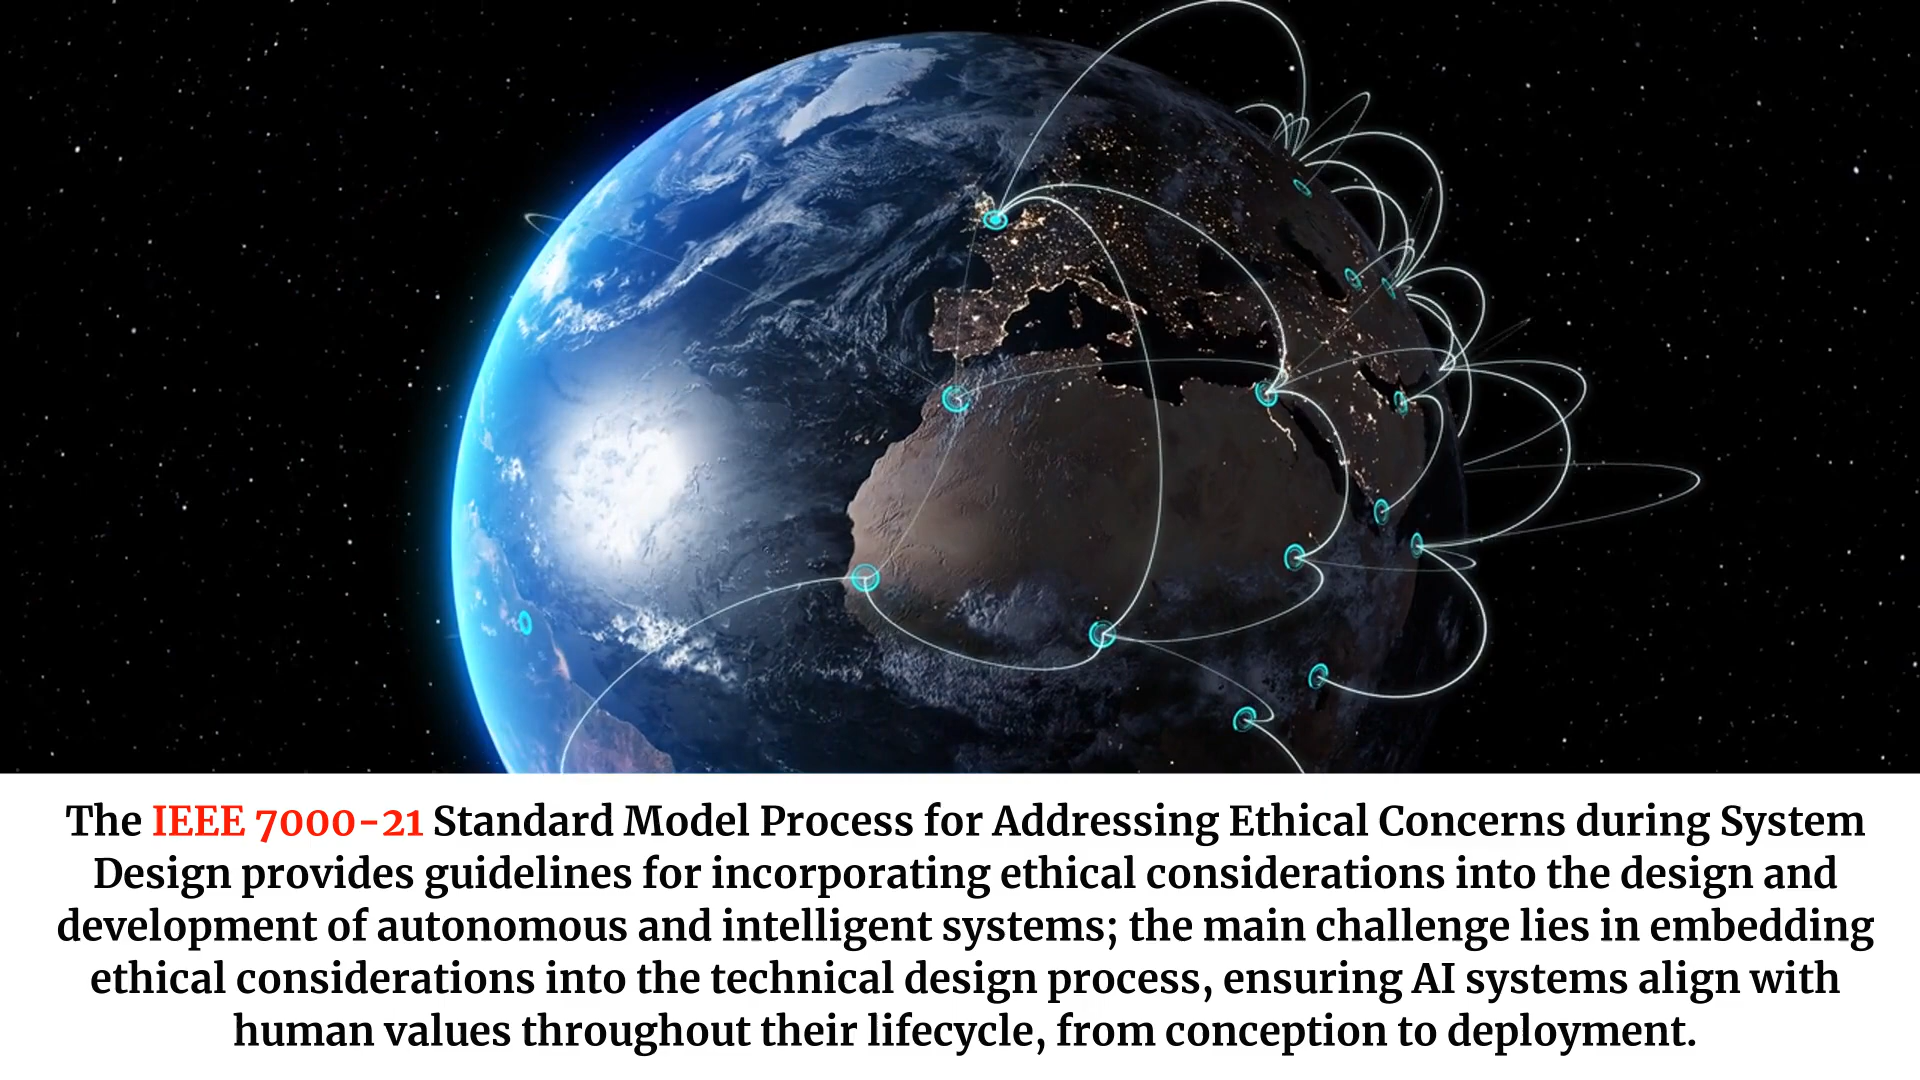 The IEEE 7000-21 Standard Model Process for Addressing Ethical Concerns during System
Design provides guidelines for incorporating ethical considerations into the design and
development of autonomous and intelligent systems; the main challenge lies in embedding
ethical considerations into the technical design process, ensuring AI systems align with
human values throughout their lifecycle, from conception to deployment.